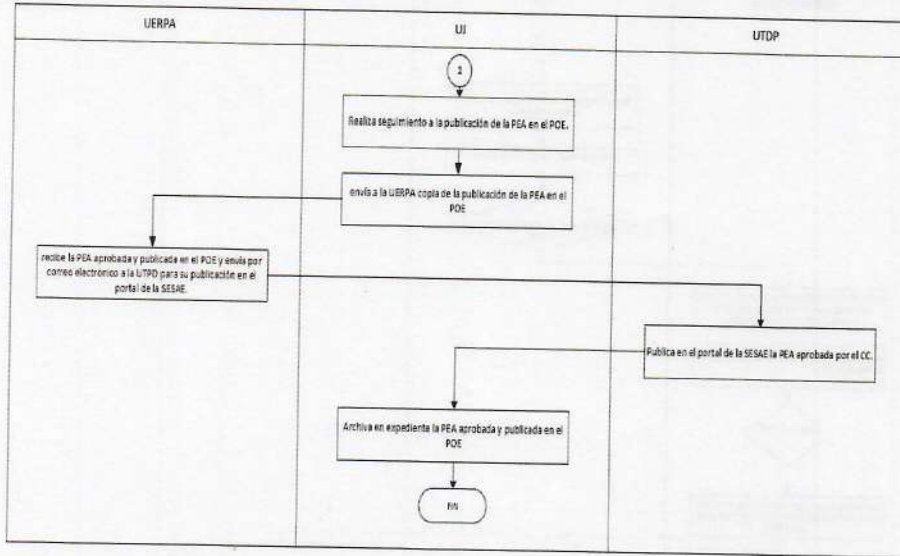 UERPA
UJ
UTDP
2
Realiza seguimiento a la publicación de la PEA en el POE.
envía a la UERPA copia de la publicación de la PEA en el
POE
recibe la PEA aprobada y publicada en el POE y envía por
correo electrónico a la UTPD para su publicación en el
portal de la SESAE.
Publica en el portal de la SESAE la PEA aprobada por el CC.
Archiva en expediente la PEA aprobada y publicada en el
POE
FIN